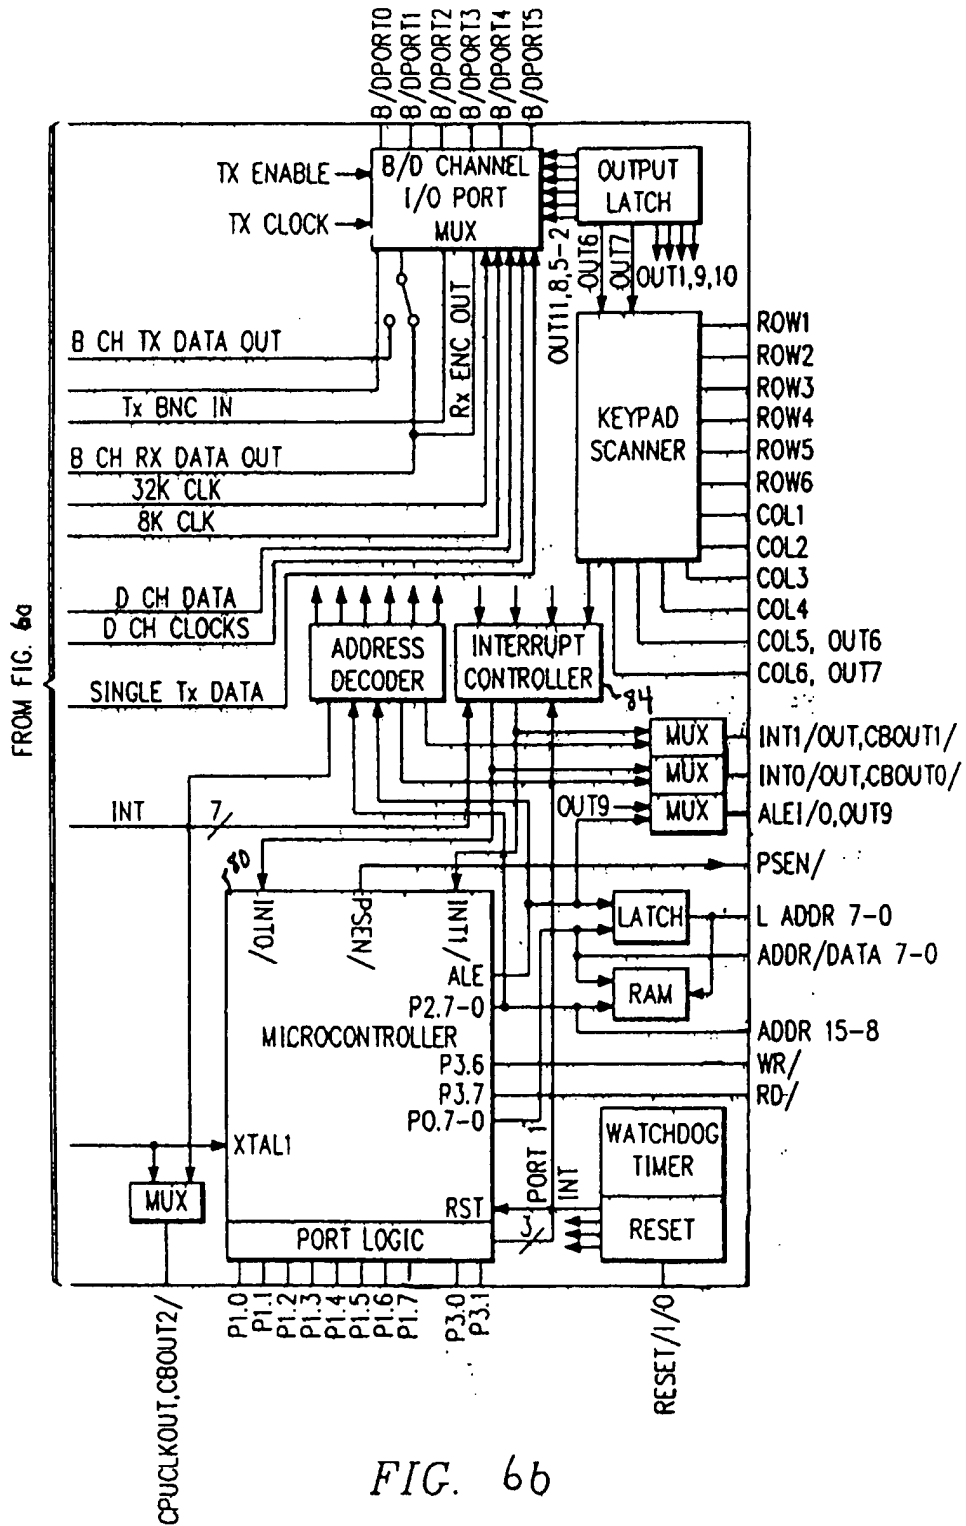 B/DPORT0
B/DPORT1
B/DPORT2
B/DPORT3
B/DPORT4
B/DPORT5
TX ENABLE
TX CLOCK
B/D CHANNEL
I/O PORT
MUX
OUTPUT
LATCH
OUT11,8,5-2
OUT6
OUT7
OUT1,9,10
B CH TX DATA OUT
Tx BNC IN
Rx ENC OUT
B CH RX DATA OUT
32K CLK
8K CLK
KEYPAD
SCANNER
ROW1
ROW2
ROW3
ROW4
ROW5
ROW6
COL1
COL2
COL3
COL4
COL5, OUT6
COL6, OUT7
FROM FIG. 6a
D CH DATA
D CH CLOCKS
SINGLE Tx DATA
ADDRESS
DECODER
INTERRUPT
CONTROLLER
84
MUX
INT1/OUT,CBOUT1/
MUX
INT0/OUT,CBOUT0/
OUT9
MUX
ALE1/0,OUT9
INT
7
80
PSEN/
INT0/
PSEN/
INT1/
LATCH
L ADDR 7-0
ADDR/DATA 7-0
RAM
ADDR 15-8
ALE
P2.7-0
MICROCONTROLLER
P3.6
WR/
P3.7
RD/
P0.7-0
XTAL1
MUX
RST
PORT LOGIC
3
PORT 1
INT
WATCHDOG
TIMER
RESET
P1.0
P1.1
P1.2
P1.3
P1.4
P1.5
P1.6
P1.7
P3.0
P3.1
CPUCLKOUT,CBOUT2/
RESET/I/O
FIG. 6b